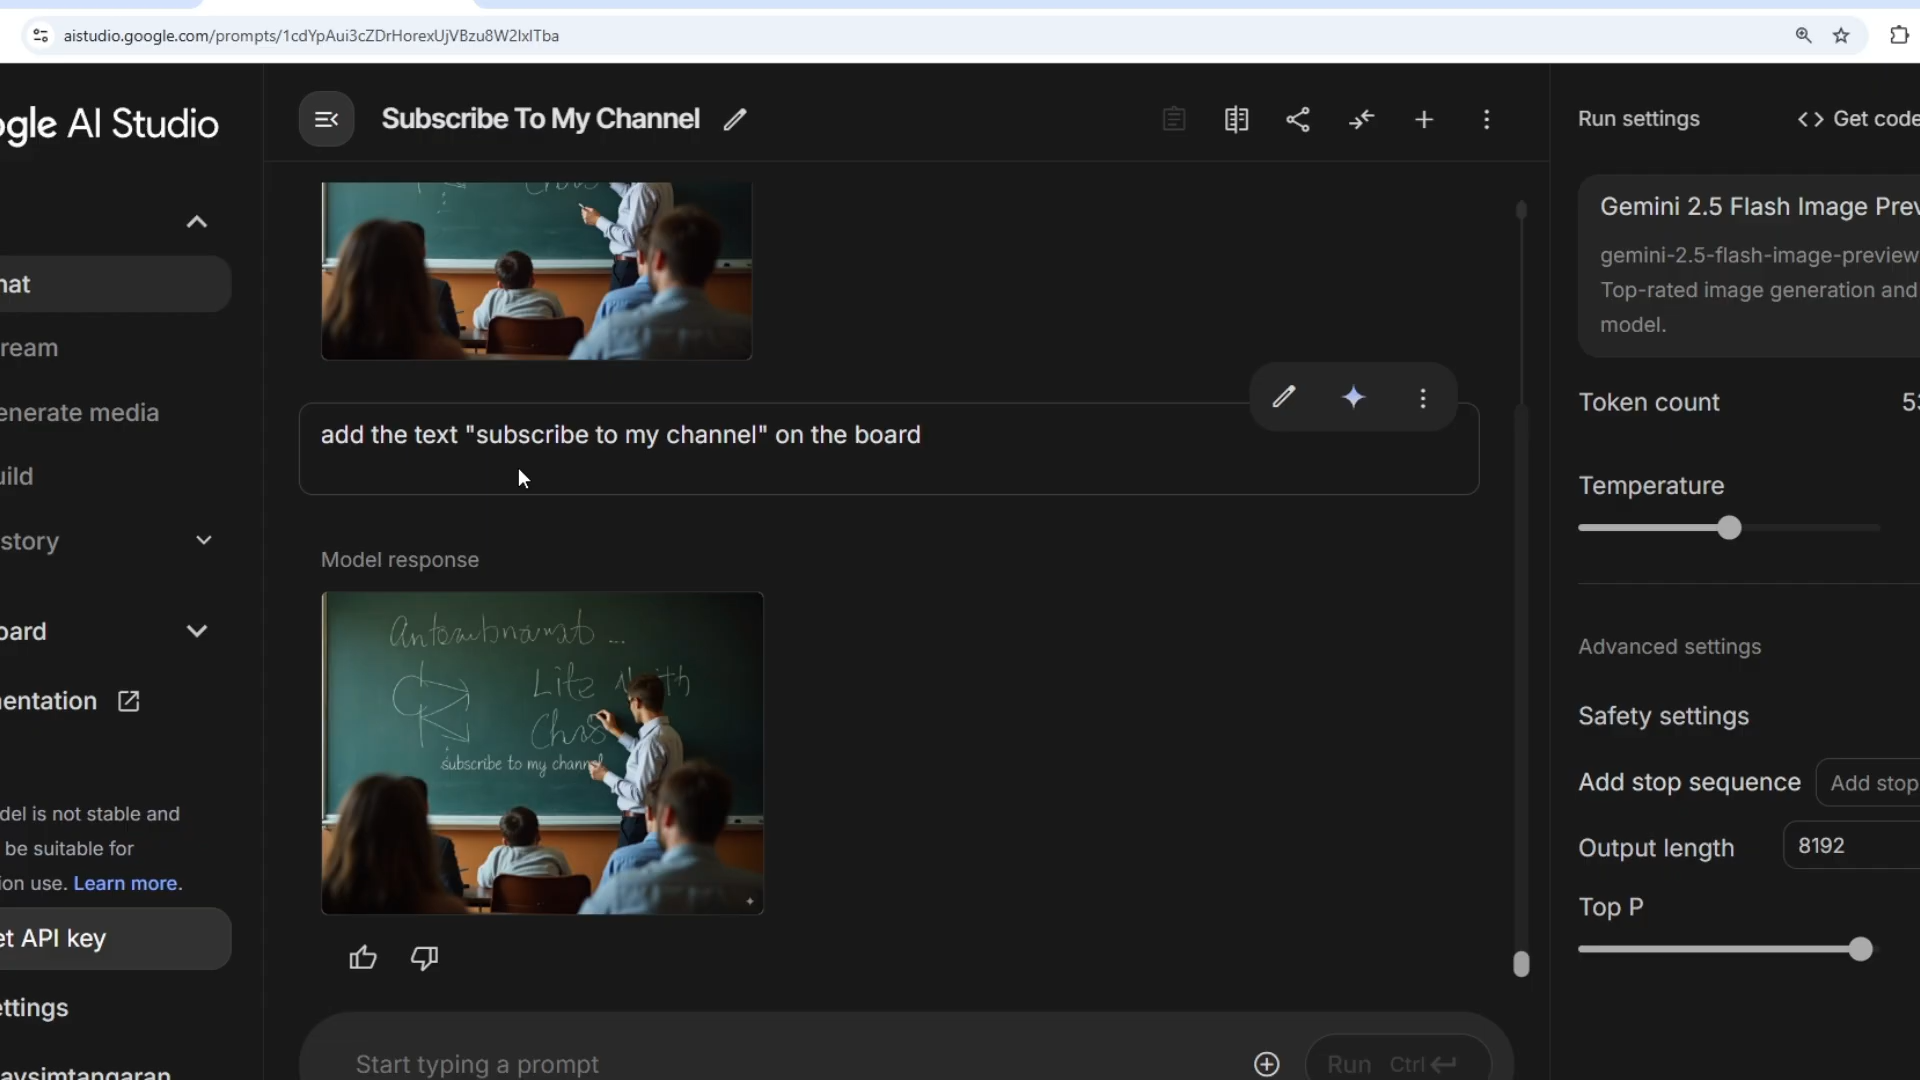 aistudio.google.com/prompts/1cdYpAui3cZDrHorexUjVBzu8W2lxlTba
ogle AI Studio
Subscribe To My Channel
Run settings
Get code
hat
ream
enerate media
uild
story
oard
entation
del is not stable and
be suitable for
ion use. Learn more.
et API key
ettings
aysimtangaran
add the text "subscribe to my channel" on the board
Model response
Lite
subscribe to my channel
Start typing a prompt
Run Ctrl
Gemini 2.5 Flash Image Prev
gemini-2.5-flash-image-preview
Top-rated image generation and
model.
Token count 53
Temperature
Advanced settings
Safety settings
Add stop sequence Add stop
Output length 8192
Top P